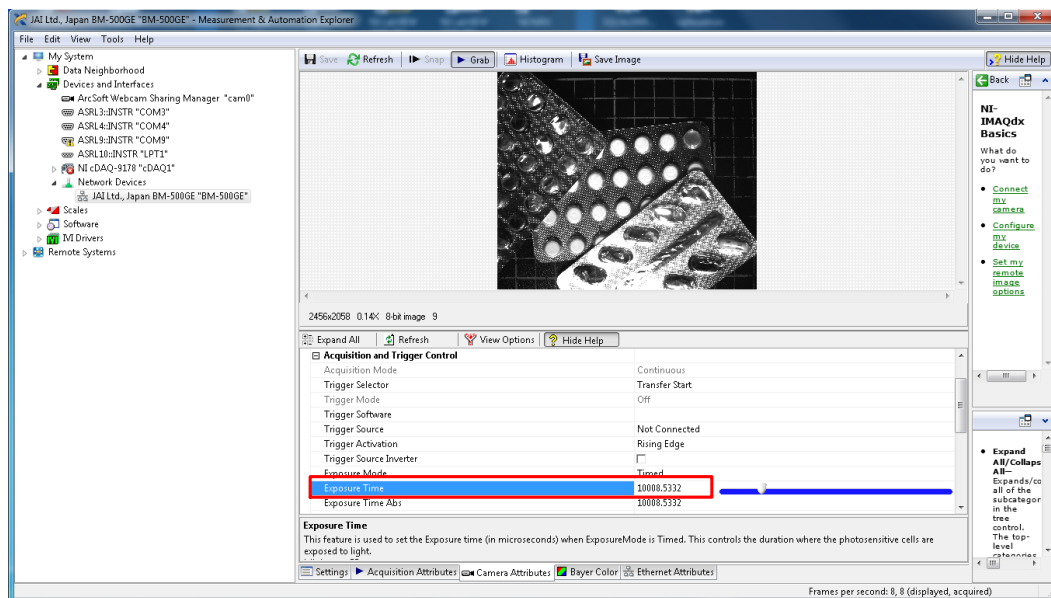 JAI Ltd., Japan BM-500GE "BM-500GE" - Measurement & Automation Explorer
File Edit View Tools Help
My System
Data Neighborhood
Devices and Interfaces
ArcSoft Webcam Sharing Manager "cam0"
ASRL3::INSTR "COM3"
ASRL4::INSTR "COM4"
ASRL9::INSTR "COM9"
ASRL10::INSTR "LPT1"
NI cDAQ-9178 "cDAQ1"
Network Devices
JAI Ltd., Japan BM-500GE "BM-500GE"
Scales
Software
IVI Drivers
Remote Systems
Save Refresh Snap Grab Histogram Save Image Hide Help
2456x2058 0.14X 8-bit image 9
Expand All Refresh View Options Hide Help
Acquisition and Trigger Control
Acquisition Mode Continuous
Trigger Selector Transfer Start
Trigger Mode Off
Trigger Software
Trigger Source Not Connected
Trigger Activation Rising Edge
Trigger Source Inverter
Exposure Mode Timed
Exposure Time 10008.5332
Exposure Time Abs 10008.5332
Exposure Time
This feature is used to set the Exposure time (in microseconds) when ExposureMode is Timed. This controls the duration where the photosensitive cells are
exposed to light.
Settings Acquisition Attributes Camera Attributes Bayer Color Ethernet Attributes
Back
NI-
IMAQdx
Basics
What do
you want to
do?
Connect
my
camera
Configure
my
device
Set my
remote
image
options
Expand
All/Collaps
All—
Expands/co
all of the
subcategor
in the
tree
control.
The top-
level
categories
Frames per second: 8, 8 (displayed, acquired)